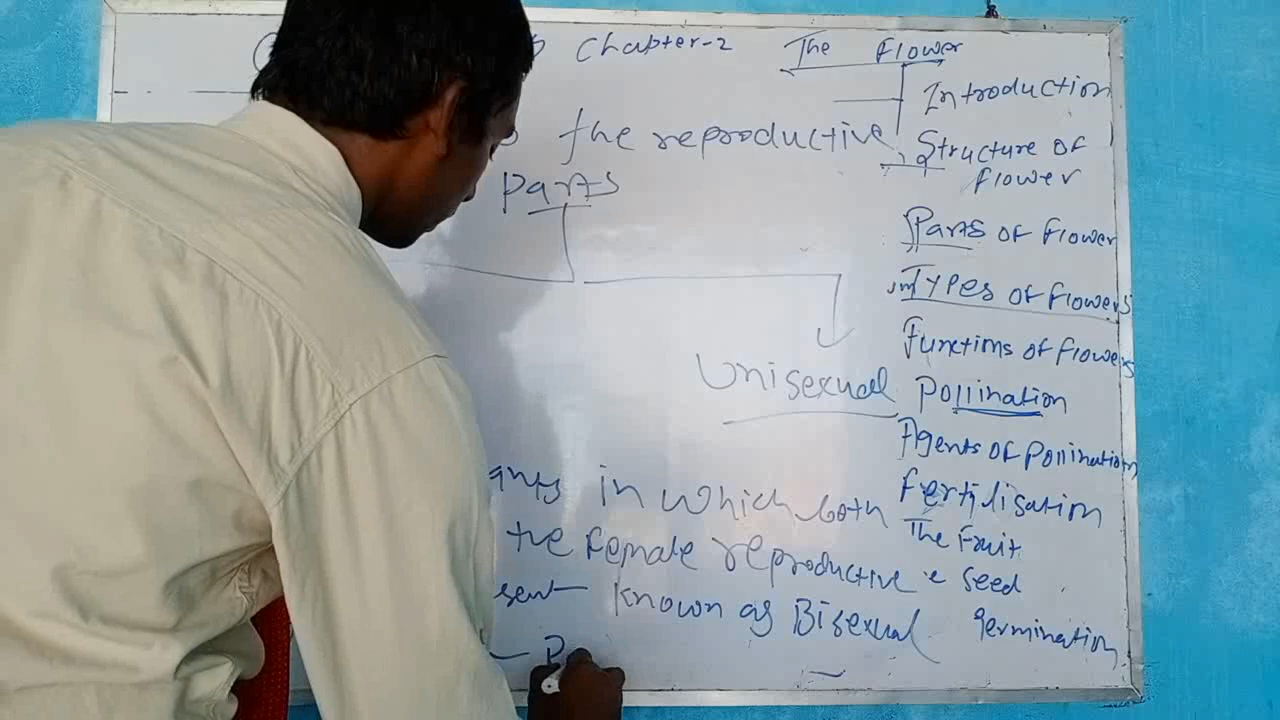 Chapter-2 The Flower
Introduction
the reproductive
Structure of
flower
Parts
Parts of flower
Types of flowers
Functions of flowers
Unisexual
Pollination
Agents of Pollination
in which both
Fertilisation
The Fruit
the Female reproductive
seed
known as Bisexual
germination